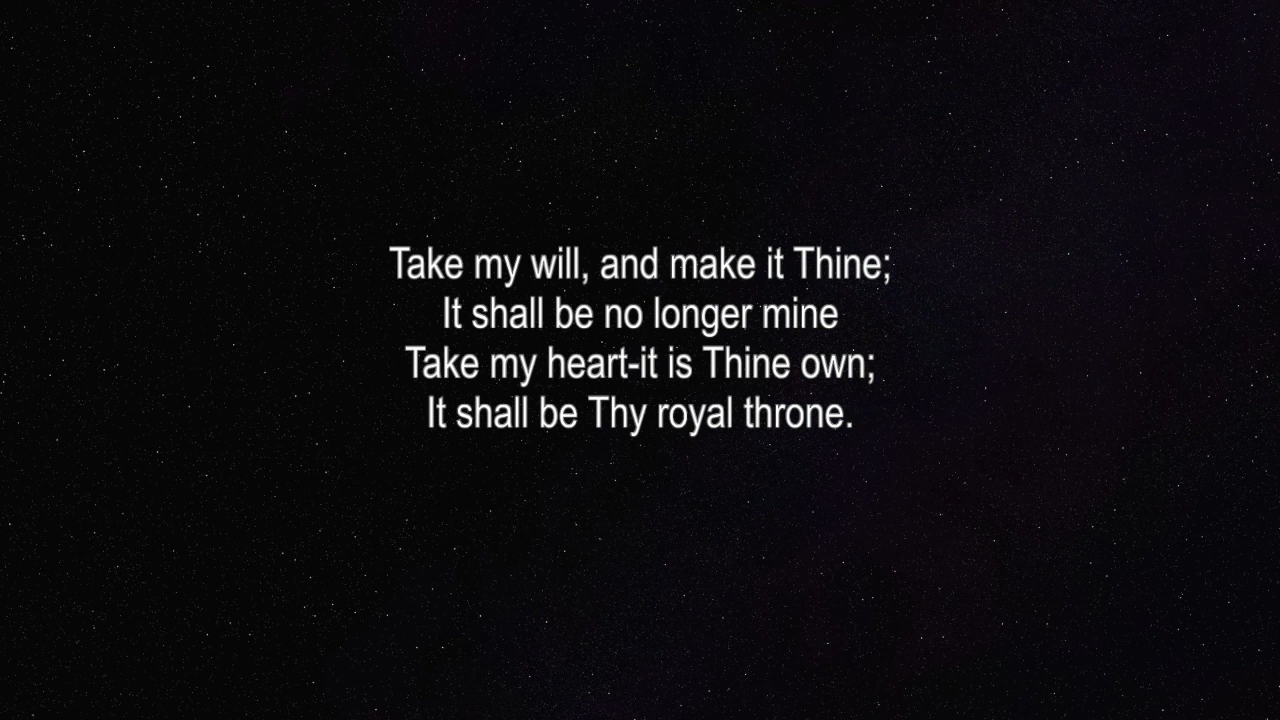 Take my will, and make it Thine;
It shall be no longer mine
Take my heart-it is Thine own;
It shall be Thy royal throne.